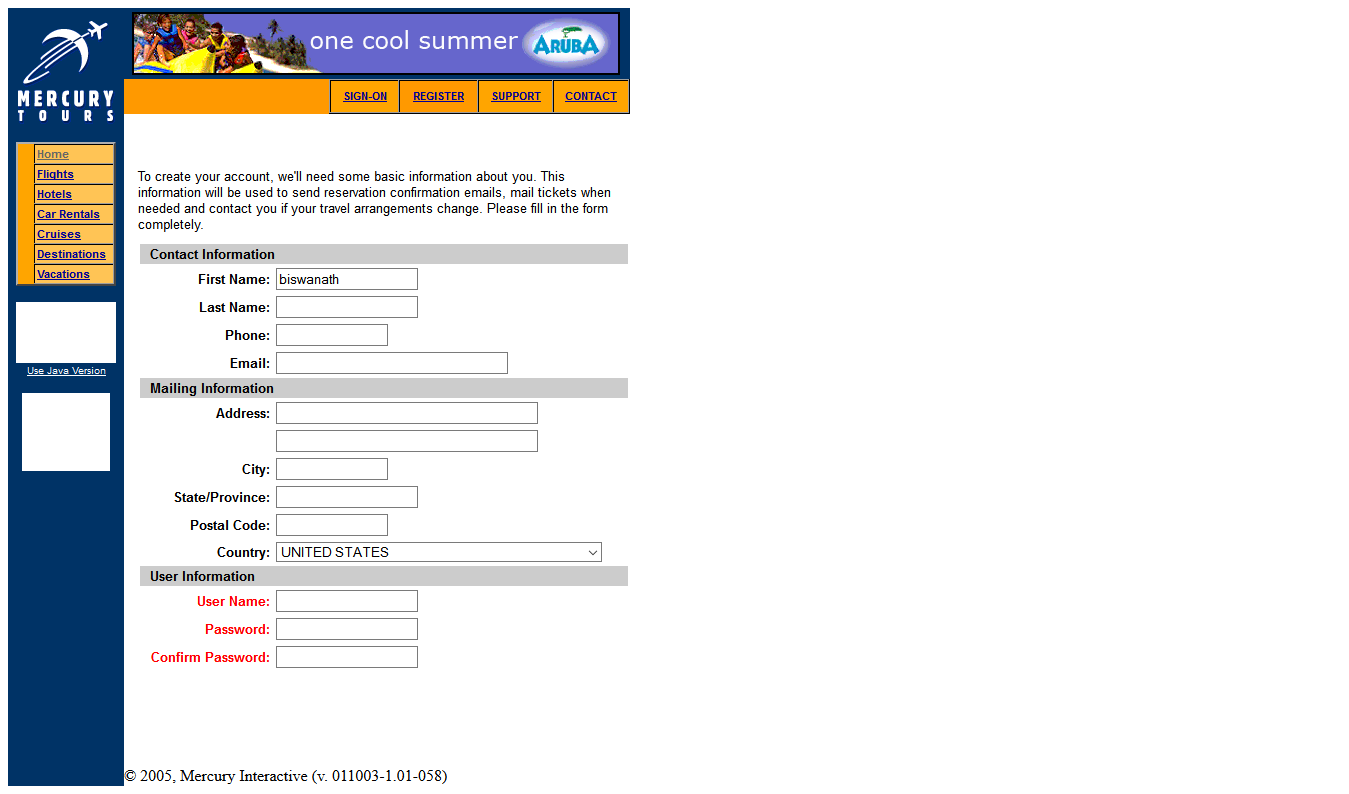 MERCURY
TOURS
one cool summer ARUBA
SIGN-ON REGISTER SUPPORT CONTACT
Home
Flights
Hotels
Car Rentals
Cruises
Destinations
Vacations
Use Java Version
To create your account, we'll need some basic information about you. This
information will be used to send reservation confirmation emails, mail tickets when
needed and contact you if your travel arrangements change. Please fill in the form
completely.
Contact Information
First Name: biswanath
Last Name:
Phone:
Email:
Mailing Information
Address:
City:
State/Province:
Postal Code:
Country: UNITED STATES
User Information
User Name:
Password:
Confirm Password:
© 2005, Mercury Interactive (v. 011003-1.01-058)